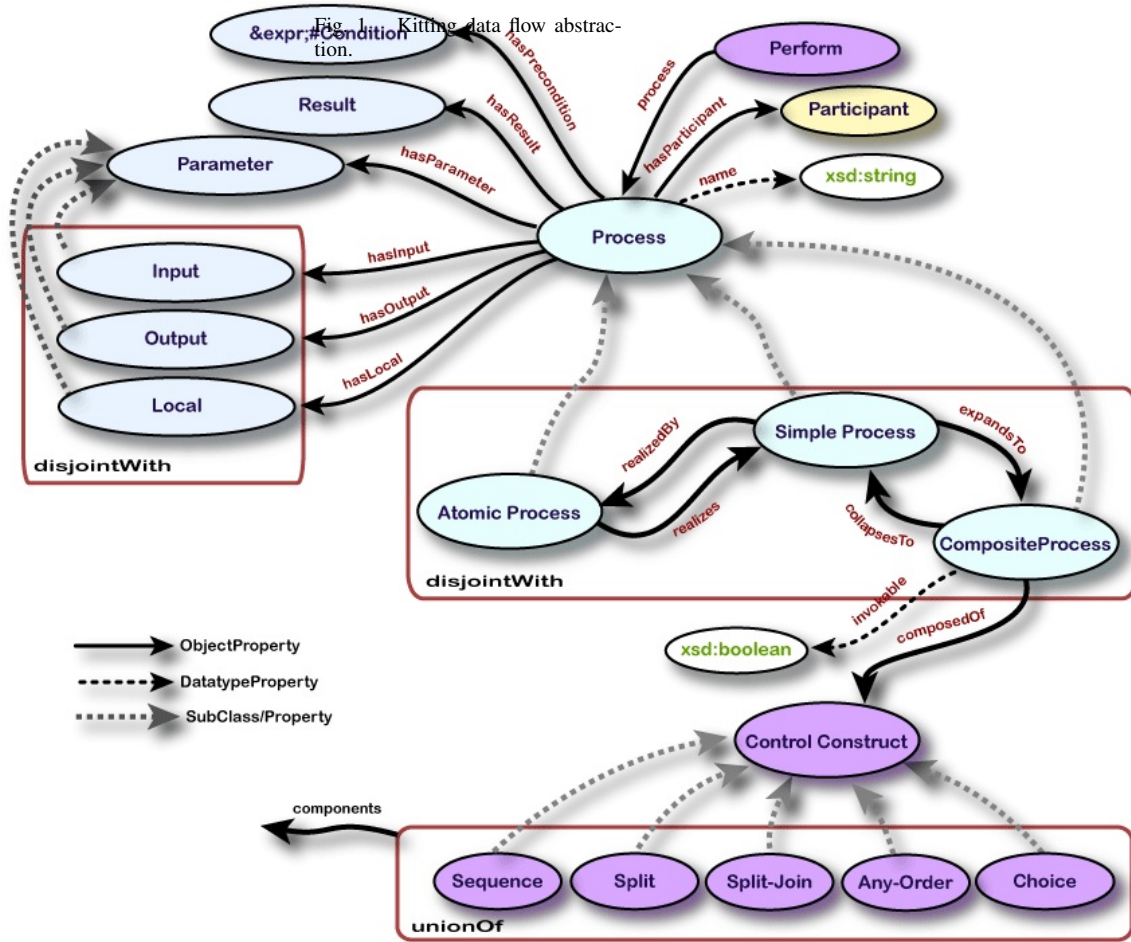 Fig. 1. Kitting data flow abstrac-
tion.
&expr;#Condition
hasPrecondition
Perform
process
Result
hasResult
hasParticipant
Participant
Parameter
hasParameter
name
xsd:string
Process
Input
hasInput
Output
hasOutput
Local
hasLocal
disjointWith
Simple Process
realizedBy
expandsTo
Atomic Process
realizes
collapsesTo
CompositeProcess
disjointWith
invokable
composedOf
xsd:boolean
ObjectProperty
DatatypeProperty
SubClass/Property
Control Construct
components
Sequence
Split
Split-Join
Any-Order
Choice
unionOf